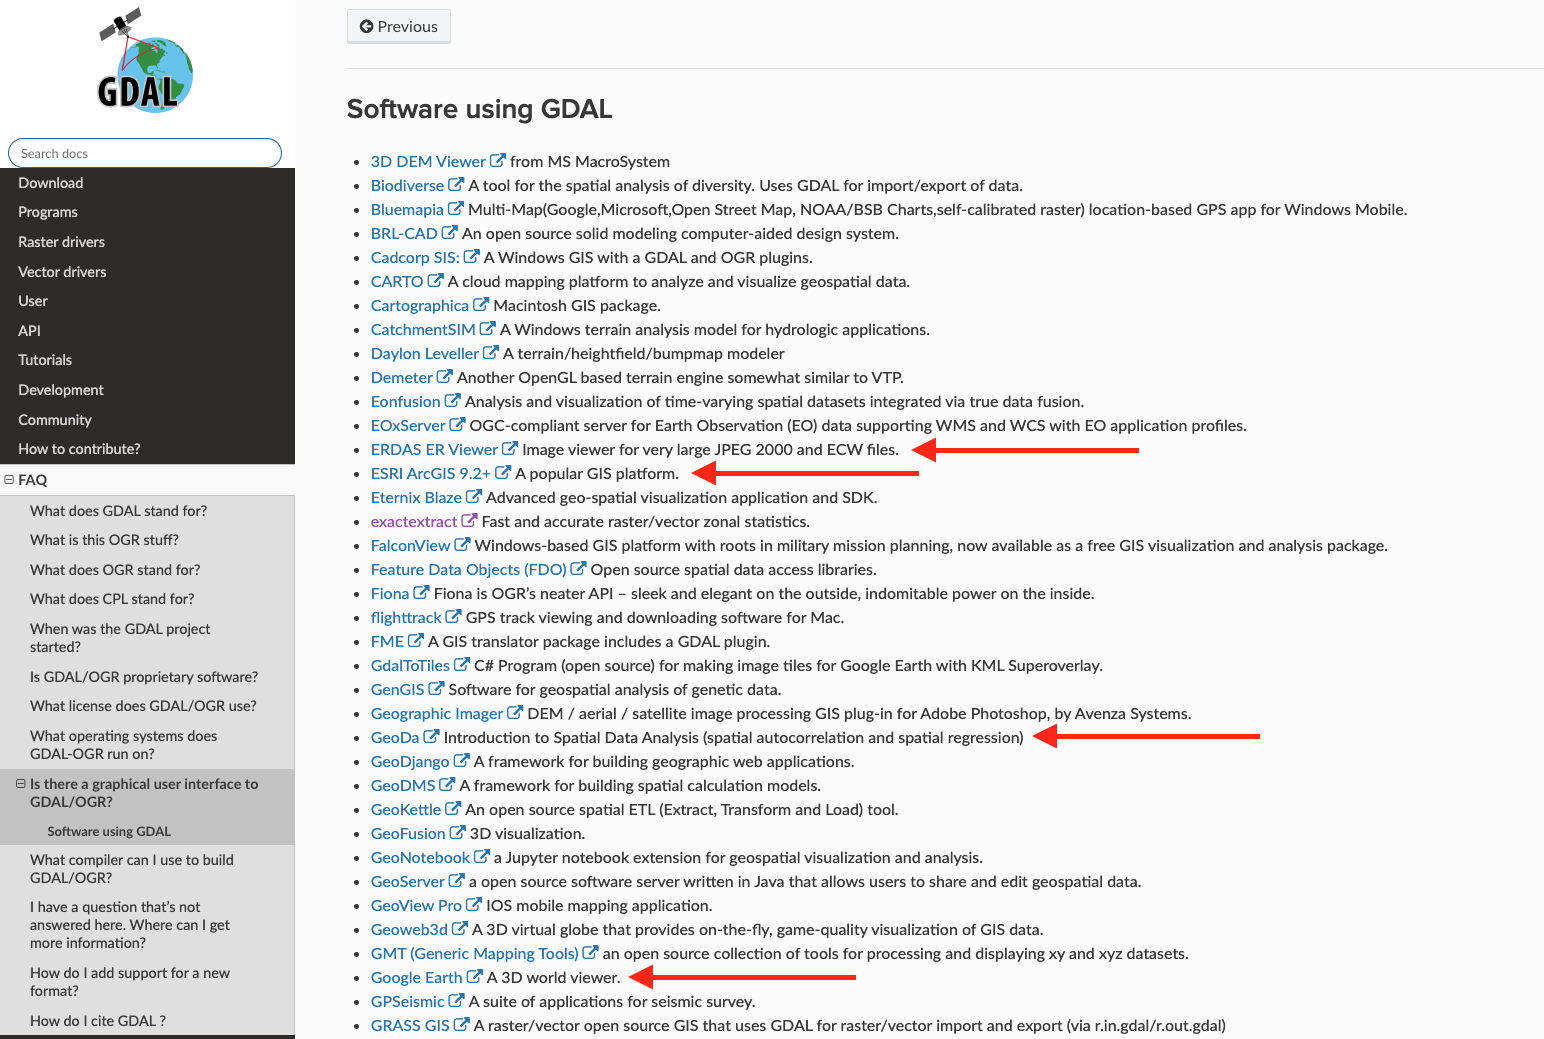 GDAL
Search docs
Download
Programs
Raster drivers
Vector drivers
User
API
Tutorials
Development
Community
How to contribute?
FAQ
What does GDAL stand for?
What is this OGR stuff?
What does OGR stand for?
What does CPL stand for?
When was the GDAL project
started?
Is GDAL/OGR proprietary software?
What license does GDAL/OGR use?
What operating systems does
GDAL-OGR run on?
Is there a graphical user interface to
GDAL/OGR?
Software using GDAL
What compiler can I use to build
GDAL/OGR?
I have a question that's not
answered here. Where can I get
more information?
How do I add support for a new
format?
How do I cite GDAL ?
Previous
Software using GDAL
3D DEM Viewer from MS MacroSystem
Biodiverse A tool for the spatial analysis of diversity. Uses GDAL for import/export of data.
Bluemapia Multi-Map(Google,Microsoft,Open Street Map, NOAA/BSB Charts,self-calibrated raster) location-based GPS app for Windows Mobile.
BRL-CAD An open source solid modeling computer-aided design system.
Cadcorp SIS: A Windows GIS with a GDAL and OGR plugins.
CARTO A cloud mapping platform to analyze and visualize geospatial data.
Cartographica Macintosh GIS package.
CatchmentSIM A Windows terrain analysis model for hydrologic applications.
Daylon Leveller A terrain/heightfield/bumpmap modeler
Demeter Another OpenGL based terrain engine somewhat similar to VTP.
Eonfusion Analysis and visualization of time-varying spatial datasets integrated via true data fusion.
EOxServer OGC-compliant server for Earth Observation (EO) data supporting WMS and WCS with EO application profiles.
ERDAS ER Viewer Image viewer for very large JPEG 2000 and ECW files.
ESRI ArcGIS 9.2+ A popular GIS platform.
Eternix Blaze Advanced geo-spatial visualization application and SDK.
exactextract Fast and accurate raster/vector zonal statistics.
FalconView Windows-based GIS platform with roots in military mission planning, now available as a free GIS visualization and analysis package.
Feature Data Objects (FDO) Open source spatial data access libraries.
Fiona Fiona is OGR's neater API – sleek and elegant on the outside, indomitable power on the inside.
flighttrack GPS track viewing and downloading software for Mac.
FME A GIS translator package includes a GDAL plugin.
GdalToTiles C# Program (open source) for making image tiles for Google Earth with KML Superoverlay.
GenGIS Software for geospatial analysis of genetic data.
Geographic Imager DEM / aerial / satellite image processing GIS plug-in for Adobe Photoshop, by Avenza Systems.
GeoDa Introduction to Spatial Data Analysis (spatial autocorrelation and spatial regression)
GeoDjango A framework for building geographic web applications.
GeoDMS A framework for building spatial calculation models.
GeoKettle An open source spatial ETL (Extract, Transform and Load) tool.
GeoFusion 3D visualization.
GeoNotebook a Jupyter notebook extension for geospatial visualization and analysis.
GeoServer a open source software server written in Java that allows users to share and edit geospatial data.
GeoView Pro IOS mobile mapping application.
Geoweb3d A 3D virtual globe that provides on-the-fly, game-quality visualization of GIS data.
GMT (Generic Mapping Tools) an open source collection of tools for processing and displaying xy and xyz datasets.
Google Earth A 3D world viewer.
GPSeismic A suite of applications for seismic survey.
GRASS GIS A raster/vector open source GIS that uses GDAL for raster/vector import and export (via r.in.gdal/r.out.gdal)